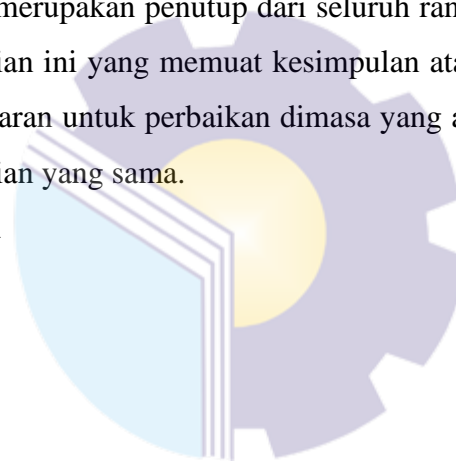 merupakan penutup dari seluruh ran
ian ini yang memuat kesimpulan ata
aran untuk perbaikan dimasa yang a
ian yang sama.